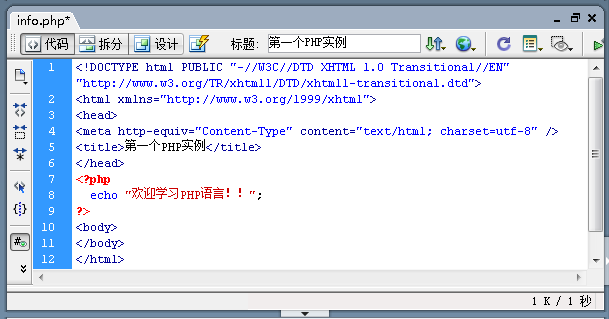 info.php*
代码 拆分 设计 标题: 第一个PHP实例
1 <!DOCTYPE html PUBLIC "-//W3C//DTD XHTML 1.0 Transitional//EN"
"http://www.w3.org/TR/xhtml1/DTD/xhtml1-transitional.dtd">
2 <html xmlns="http://www.w3.org/1999/xhtml">
3 <head>
4 <meta http-equiv="Content-Type" content="text/html; charset=utf-8" />
5 <title>第一个PHP实例</title>
6 </head>
7 <?php
8 echo "欢迎学习PHP语言！！";
9 ?>
10 <body>
11 </body>
12 </html>
1 K / 1 秒